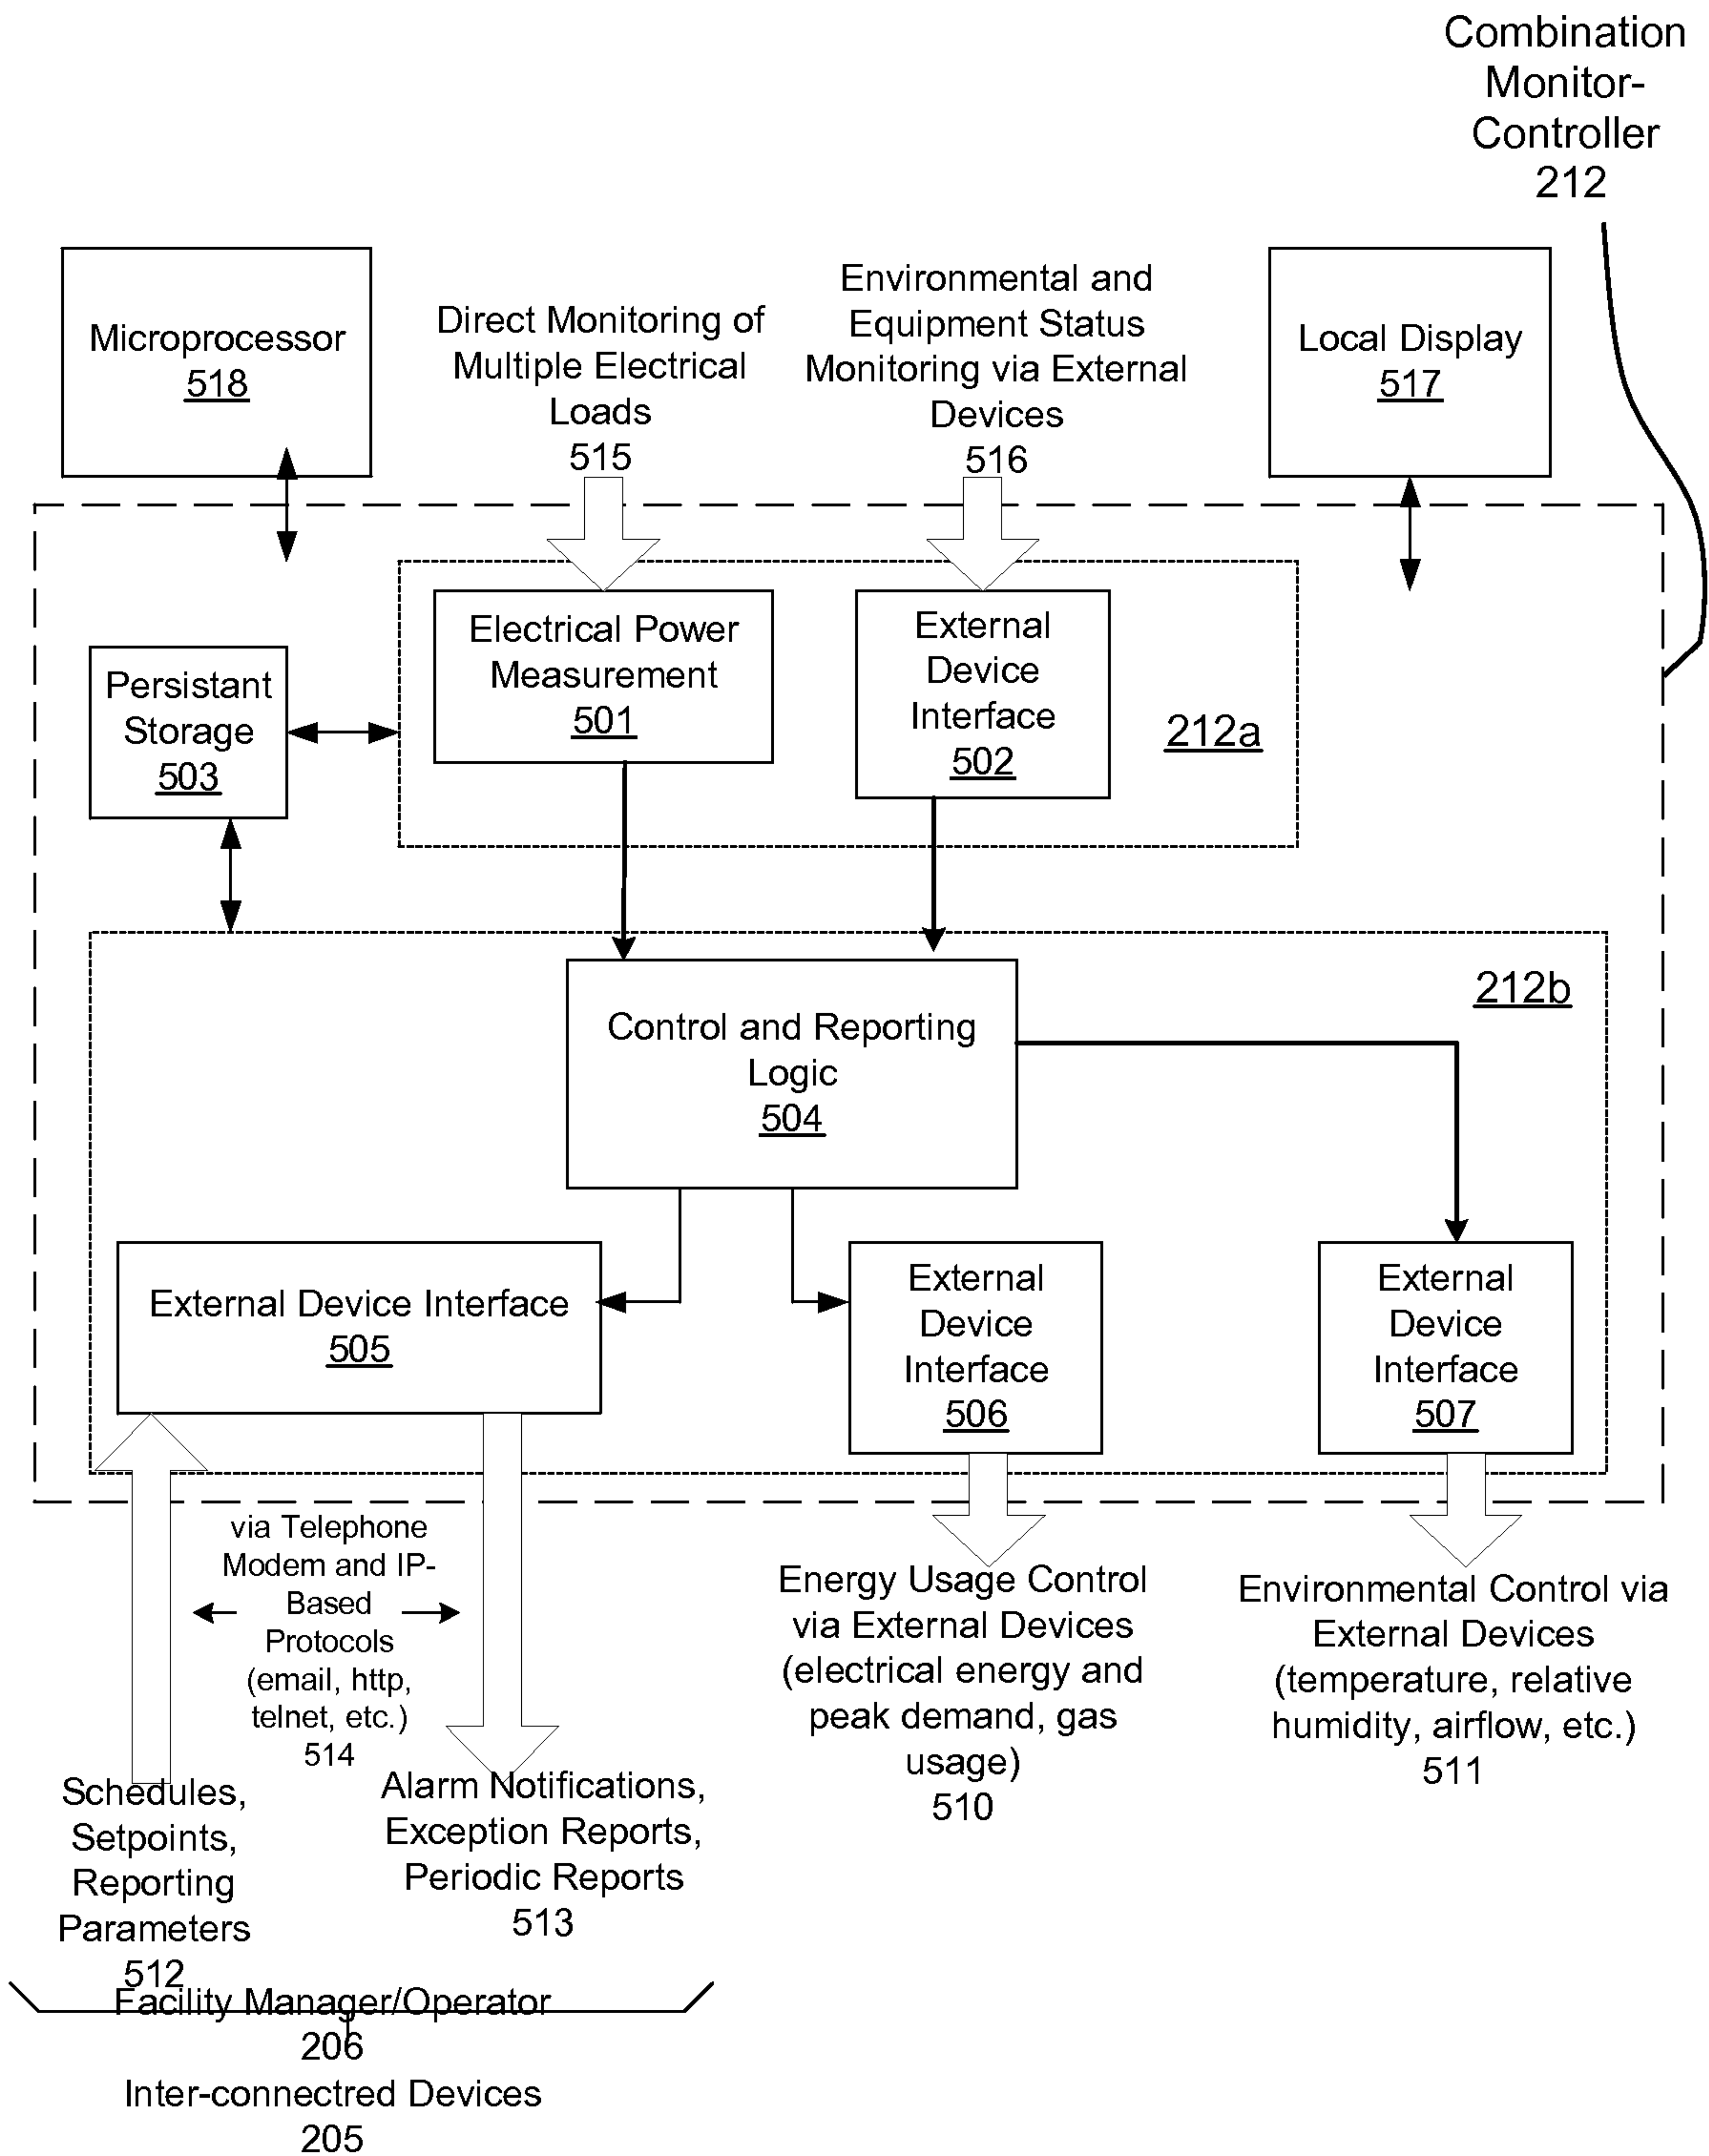 Combination
Monitor-
Controller
212
Microprocessor
518
Direct Monitoring of
Multiple Electrical
Loads
515
Environmental and
Equipment Status
Monitoring via External
Devices
516
Local Display
517
Electrical Power
Measurement
501
External
Device
Interface
502
212a
Persistant
Storage
503
212b
Control and Reporting
Logic
504
External Device Interface
505
External
Device
Interface
506
External
Device
Interface
507
via Telephone
Modem and IP-
Based
Protocols
(email, http,
telnet, etc.)
514
Energy Usage Control
via External Devices
(electrical energy and
peak demand, gas
usage)
510
Environmental Control via
External Devices
(temperature, relative
humidity, airflow, etc.)
511
Schedules,
Setpoints,
Reporting
Parameters
512
Alarm Notifications,
Exception Reports,
Periodic Reports
513
Facility Manager/Operator
206
Inter-connectred Devices
205